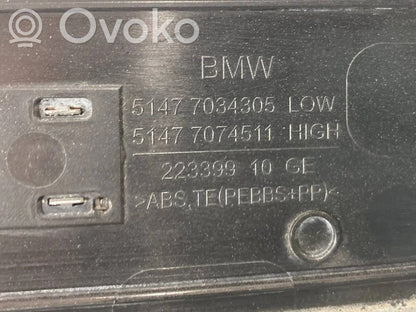 Ovoko
BMW
5147 7034305 LOW
5147 7074511 HIGH
223399 10 GE
>ABS,TE(PEBBS+PP)<